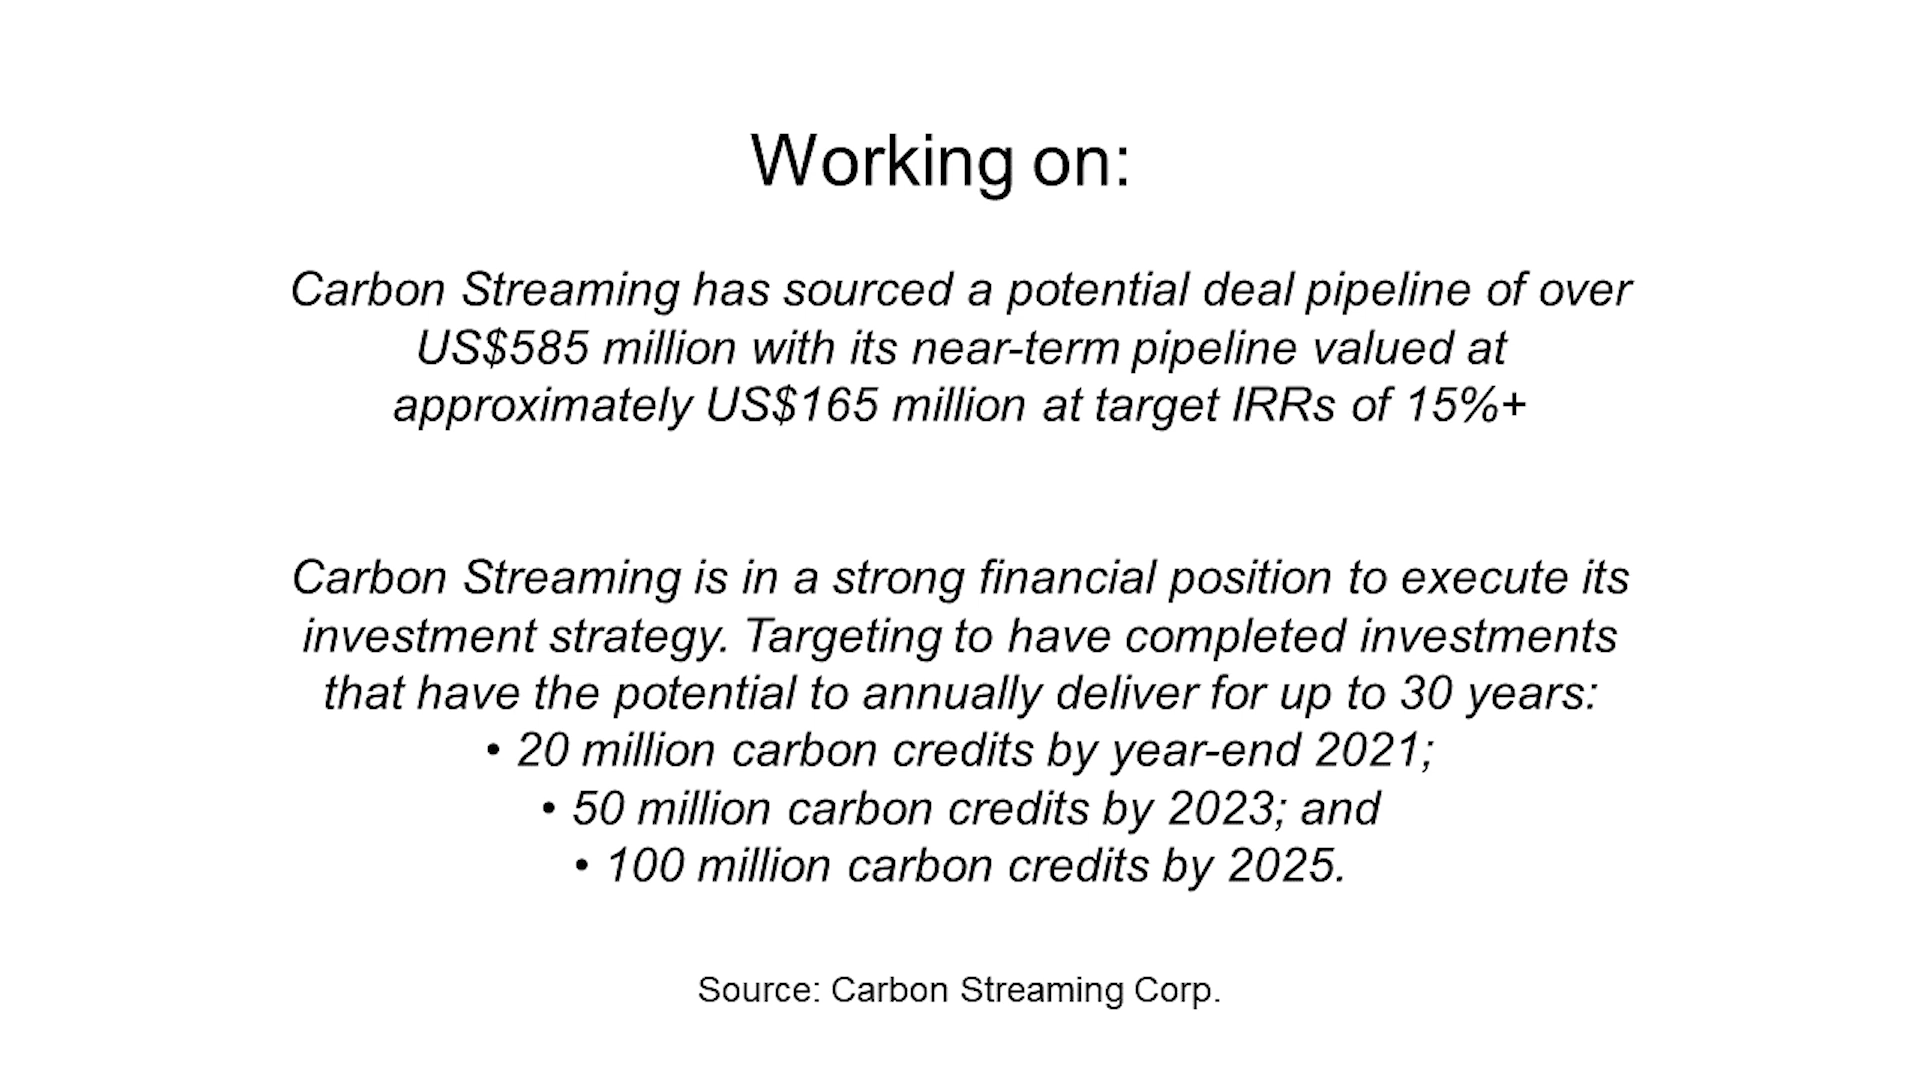 Working on:
Carbon Streaming has sourced a potential deal pipeline of over
US$585 million with its near-term pipeline valued at
approximately US$165 million at target IRRs of 15%+
Carbon Streaming is in a strong financial position to execute its
investment strategy. Targeting to have completed investments
that have the potential to annually deliver for up to 30 years:
• 20 million carbon credits by year-end 2021;
• 50 million carbon credits by 2023; and
• 100 million carbon credits by 2025.
Source: Carbon Streaming Corp.